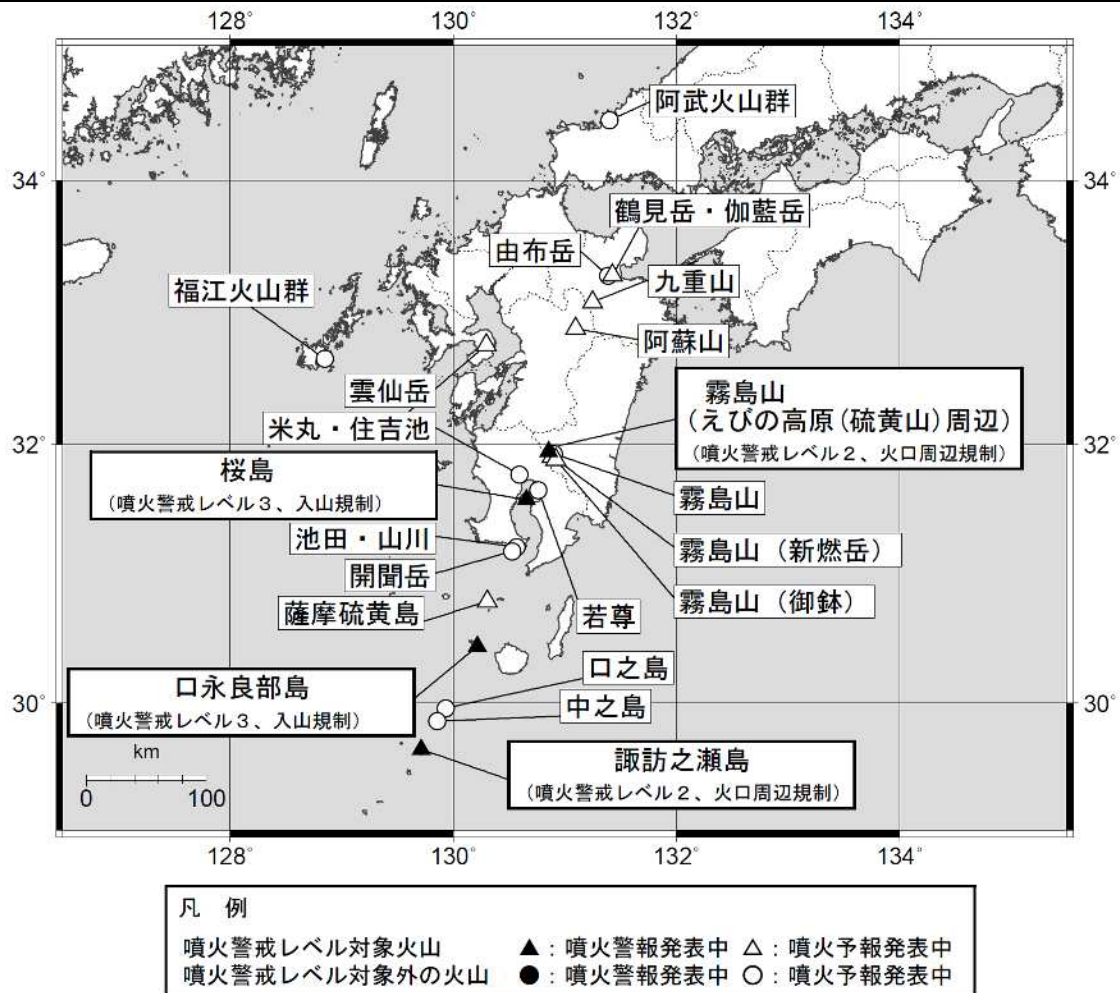 128° 130° 132° 134°
阿武火山群
34° 34°
鶴見岳・伽藍岳
由布岳
九重山
福江火山群
阿蘇山
雲仙岳
霧島山
(えびの高原(硫黄山)周辺)
(噴火警戒レベル2、火口周辺規制)
米丸・住吉池
32° 32°
桜島
(噴火警戒レベル3、入山規制)
霧島山
池田・山川
霧島山(新燃岳)
開聞岳
霧島山(御鉢)
薩摩硫黄島
若尊
口之島
口永良部島
(噴火警戒レベル3、入山規制)
30° 30°
中之島
諏訪之瀬島
(噴火警戒レベル2、火口周辺規制)
km
0 100
128° 130° 132° 134°
凡 例
噴火警戒レベル対象火山 ▲:噴火警報発表中 △:噴火予報発表中
噴火警戒レベル対象外の火山 ●:噴火警報発表中 ○:噴火予報発表中